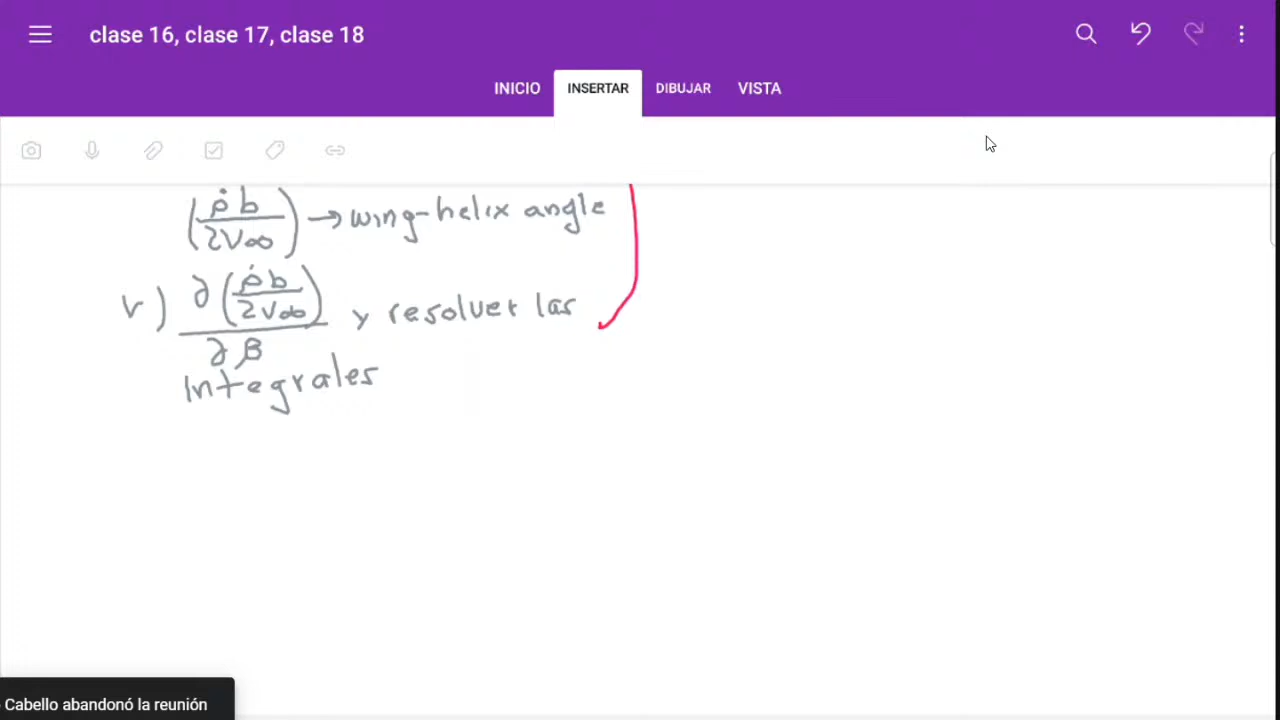 clase 16, clase 17, clase 18
INICIO INSERTAR DIBUJAR VISTA
(ṗb / 2V∞) → wing-helix angle
v) ∂(ṗb / 2V∞) / ∂β y resolver las
integrales
Cabello abandonó la reunión